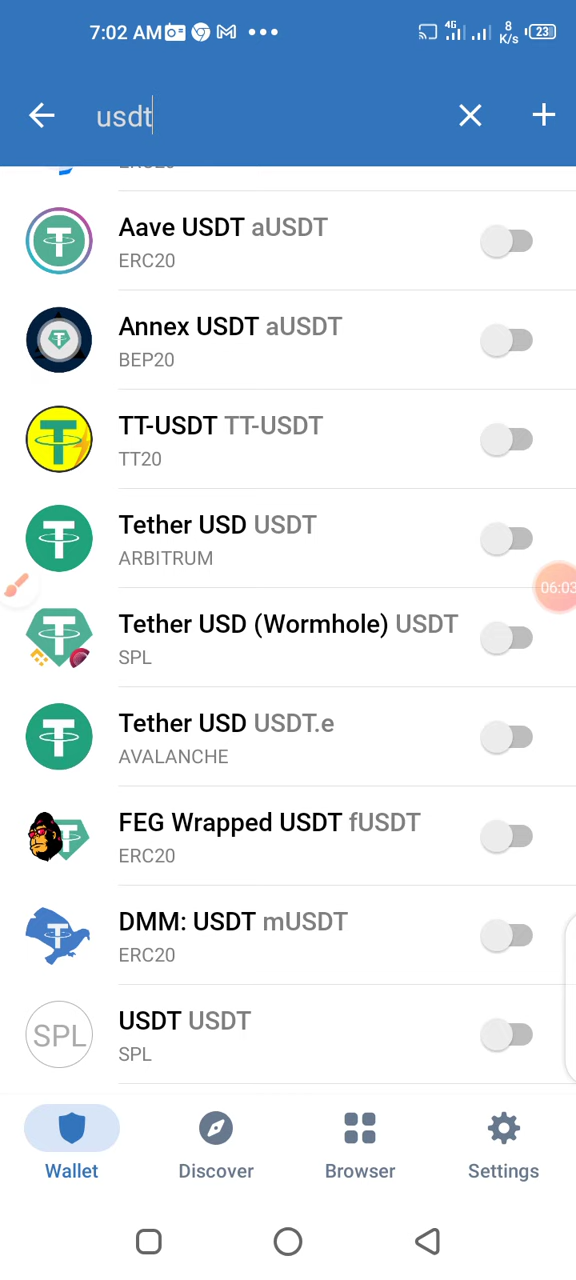 7:02 AM
4G
8 K/s
23
usdt
ERC20
Aave USDT aUSDT
ERC20
Annex USDT aUSDT
BEP20
TT-USDT TT-USDT
TT20
Tether USD USDT
ARBITRUM
06:03
Tether USD (Wormhole) USDT
SPL
Tether USD USDT.e
AVALANCHE
FEG Wrapped USDT fUSDT
ERC20
DMM: USDT mUSDT
ERC20
SPL
USDT USDT
SPL
Wallet
Discover
Browser
Settings